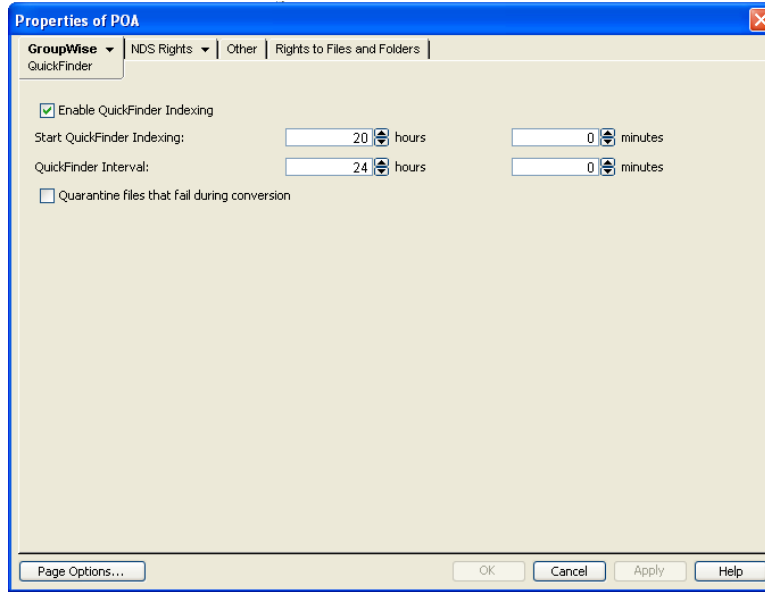 Properties of POA
GroupWise NDS Rights Other Rights to Files and Folders
QuickFinder
Enable QuickFinder Indexing
Start QuickFinder Indexing: 20 hours 0 minutes
QuickFinder Interval: 24 hours 0 minutes
Quarantine files that fail during conversion
Page Options... OK Cancel Apply Help